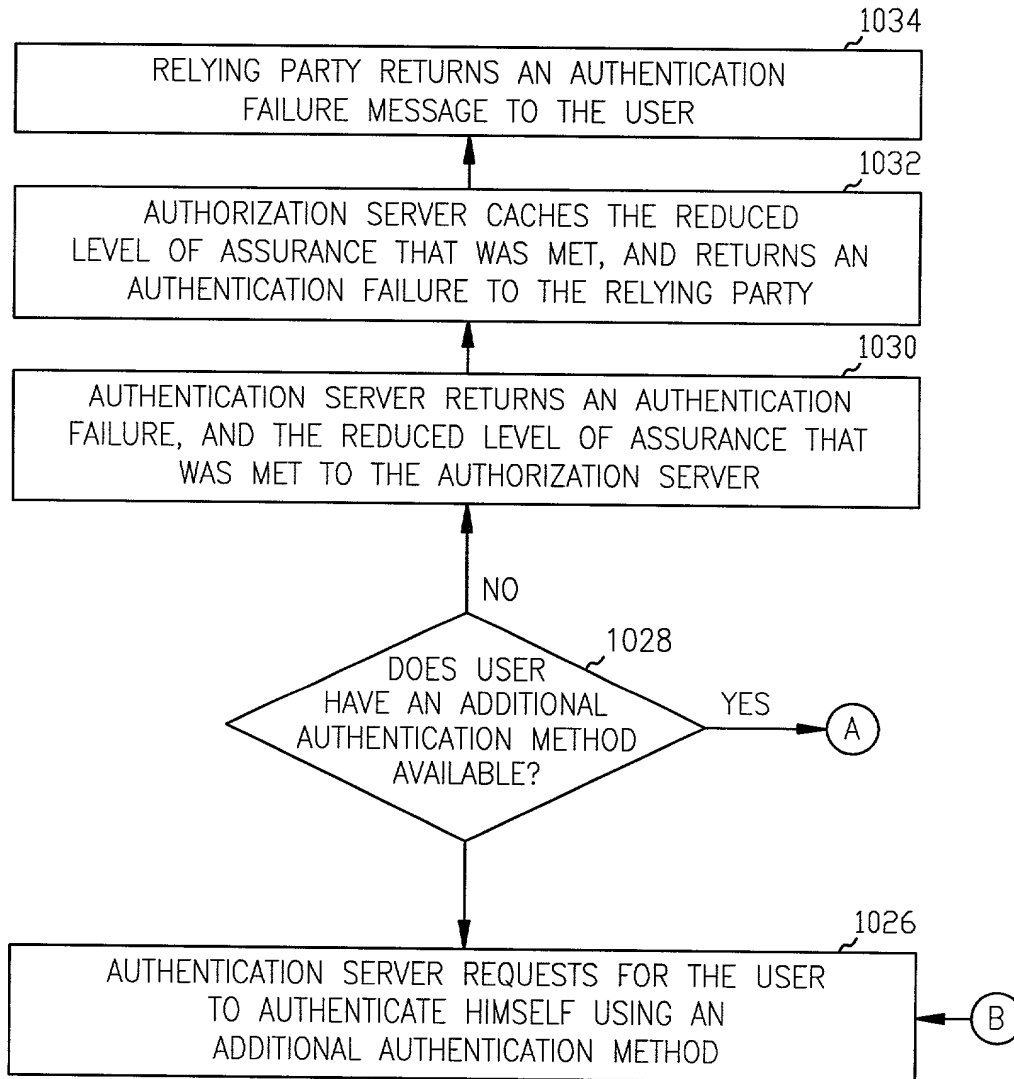 1034
RELYING PARTY RETURNS AN AUTHENTICATION
FAILURE MESSAGE TO THE USER
1032
AUTHORIZATION SERVER CACHES THE REDUCED
LEVEL OF ASSURANCE THAT WAS MET, AND RETURNS AN
AUTHENTICATION FAILURE TO THE RELYING PARTY
1030
AUTHENTICATION SERVER RETURNS AN AUTHENTICATION
FAILURE, AND THE REDUCED LEVEL OF ASSURANCE THAT
WAS MET TO THE AUTHORIZATION SERVER
NO
1028
DOES USER
HAVE AN ADDITIONAL
AUTHENTICATION METHOD
AVAILABLE?
YES
A
1026
AUTHENTICATION SERVER REQUESTS FOR THE USER
TO AUTHENTICATE HIMSELF USING AN
ADDITIONAL AUTHENTICATION METHOD
B